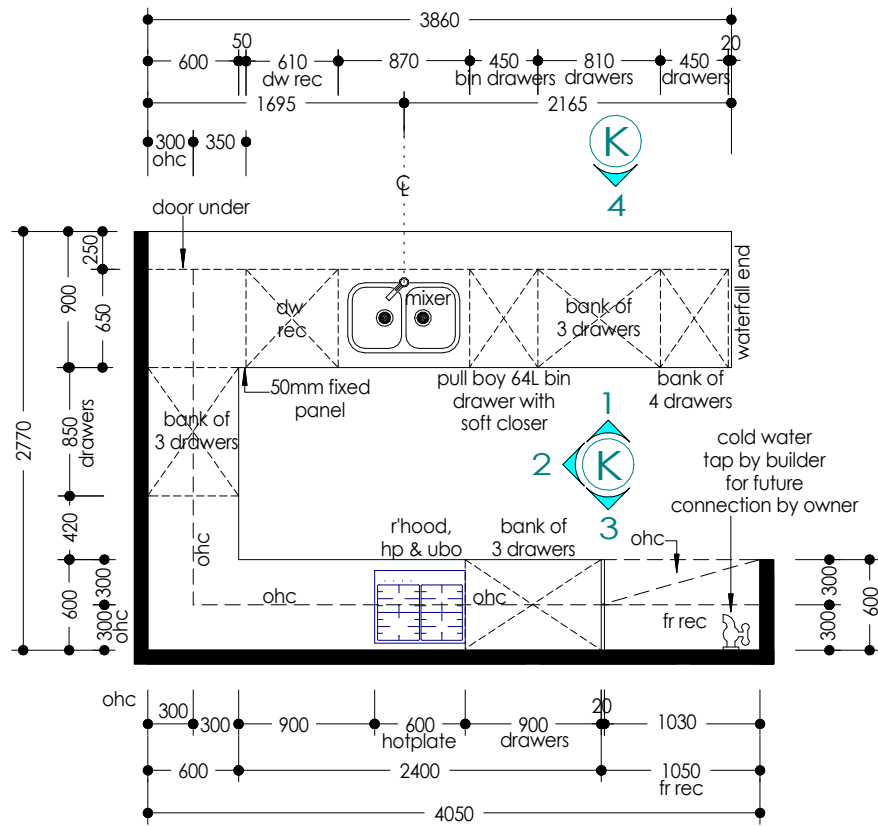 3860
50
20
600
610
870
450
810
450
dw rec
bin drawers
drawers
drawers
1695
2165
300
350
ohc
K
4
℄
door under
250
900
650
mixer
dw
rec
bank of
3 drawers
waterfall end
50mm fixed
panel
pull boy 64L bin
drawer with
soft closer
bank of
4 drawers
bank of
3 drawers
850
drawers
2770
1
2
K
3
cold water
tap by builder
for future
connection by owner
420
ohc
r'hood,
hp & ubo
bank of
3 drawers
ohc
600
300
300
ohc
ohc
ohc
fr rec
300
300
600
ohc
300
300
900
600
900
20
1030
hotplate
drawers
600
2400
1050
fr rec
4050